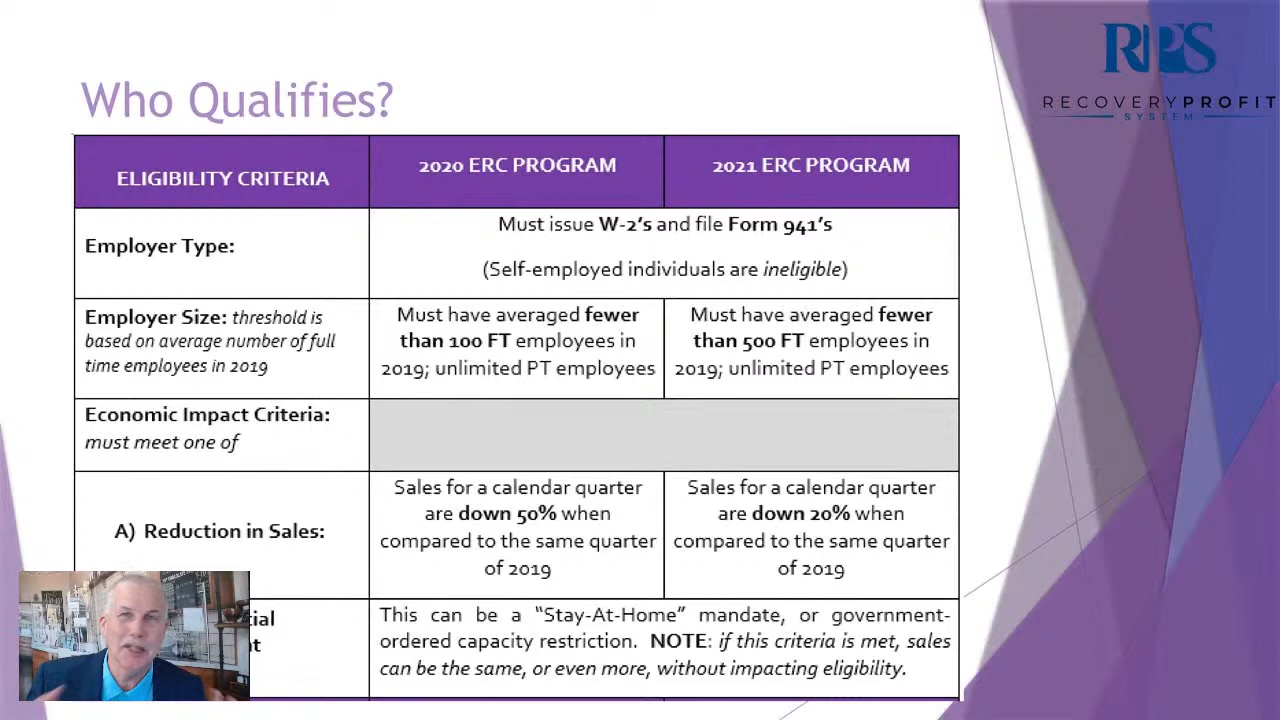 RPS
RECOVERYPROFIT
SYSTEM
Who Qualifies?
ELIGIBILITY CRITERIA
2020 ERC PROGRAM
2021 ERC PROGRAM
Employer Type:
Must issue W-2's and file Form 941's
(Self-employed individuals are ineligible)
Employer Size: threshold is
based on average number of full
time employees in 2019
Must have averaged fewer
than 100 FT employees in
2019; unlimited PT employees
Must have averaged fewer
than 500 FT employees in
2019; unlimited PT employees
Economic Impact Criteria:
must meet one of
A) Reduction in Sales:
Sales for a calendar quarter
are down 50% when
compared to the same quarter
of 2019
Sales for a calendar quarter
are down 20% when
compared to the same quarter
of 2019
This can be a “Stay-At-Home” mandate, or government-
ordered capacity restriction. NOTE: if this criteria is met, sales
can be the same, or even more, without impacting eligibility.